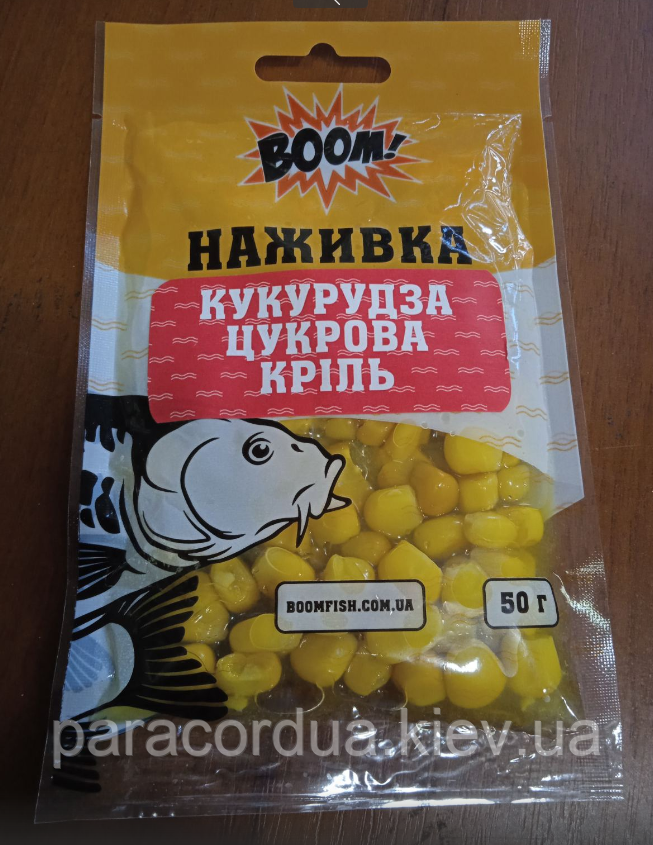 BOOM!
НАЖИВКА
КУКУРУДЗА
ЦУКРОВА
КРІЛЬ
BOOMFISH.COM.UA
50 г
paracordua.kiev.ua